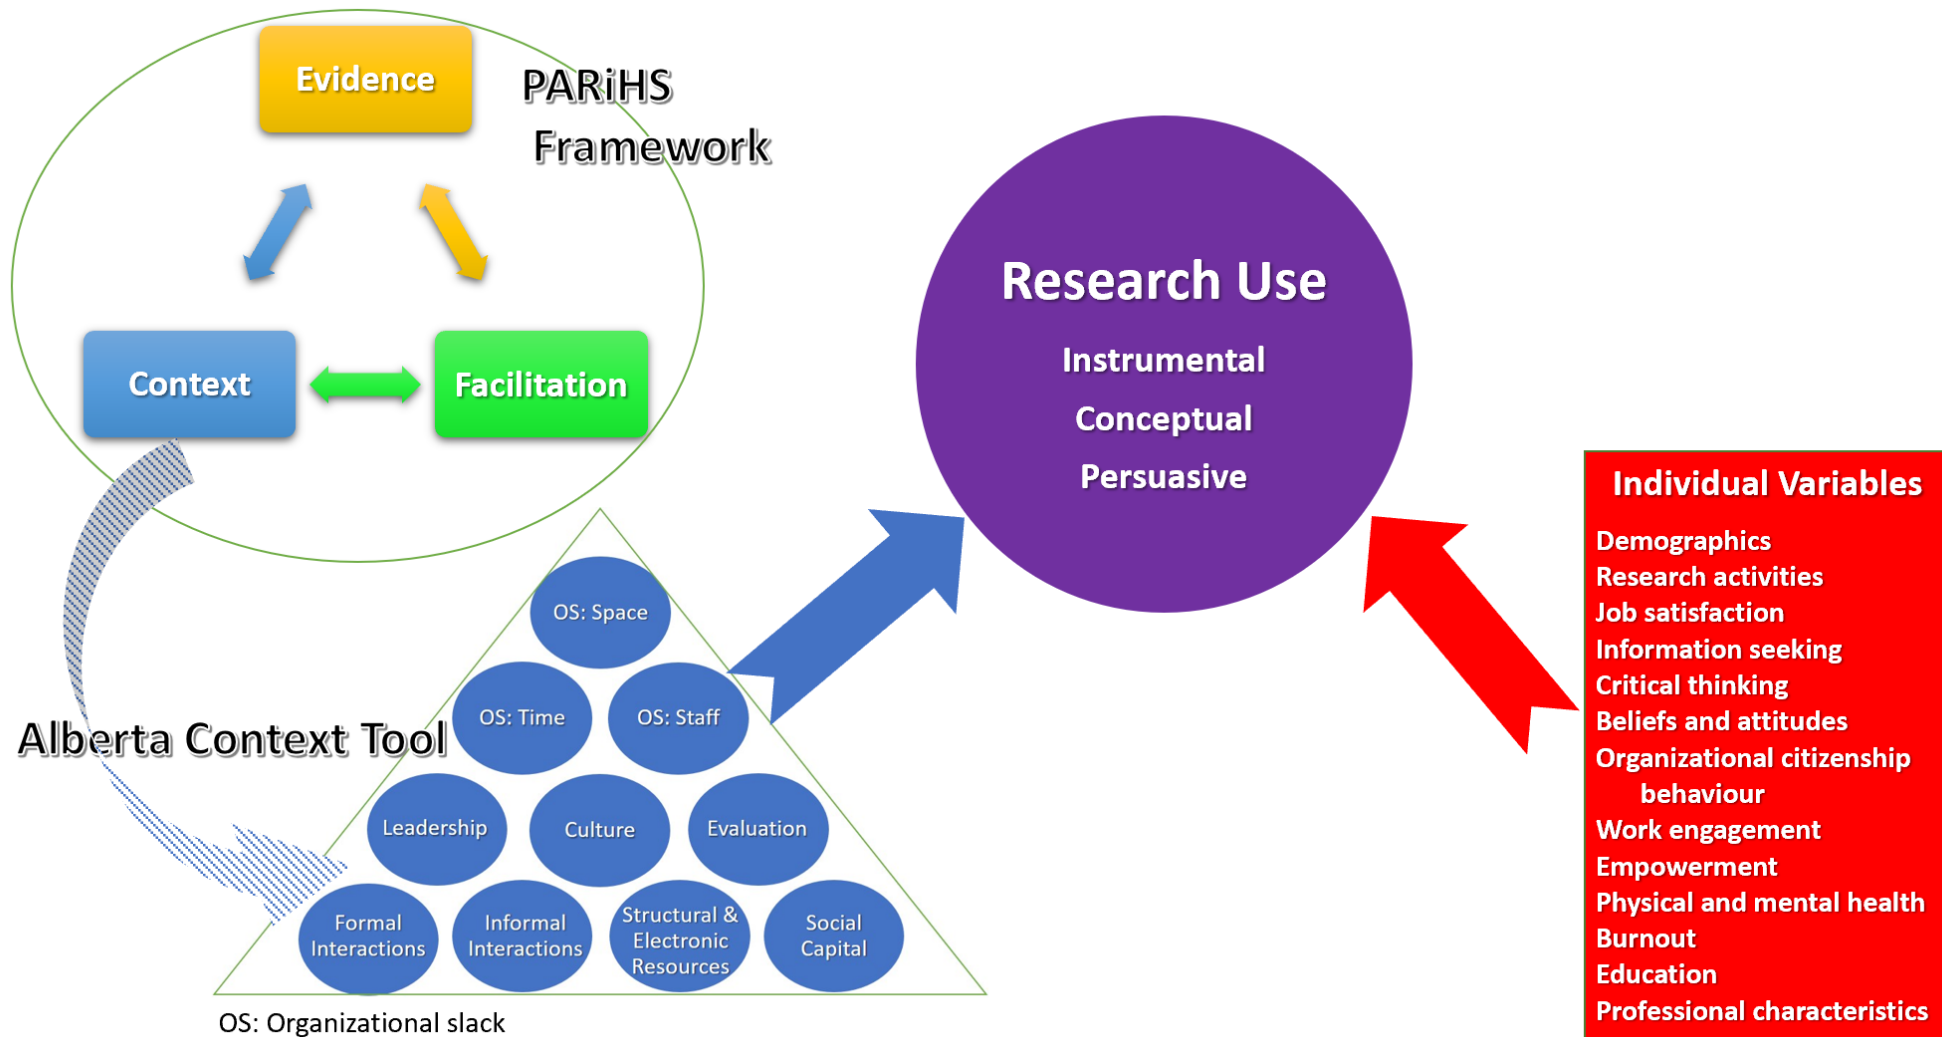 Evidence
PARiHS
Framework
Context
Facilitation
Research Use
Instrumental
Conceptual
Persuasive
Alberta Context Tool
OS: Space
OS: Time
OS: Staff
Leadership
Culture
Evaluation
Formal
Interactions
Informal
Interactions
Structural &
Electronic
Resources
Social
Capital
OS: Organizational slack
Individual Variables
Demographics
Research activities
Job satisfaction
Information seeking
Critical thinking
Beliefs and attitudes
Organizational citizenship
behaviour
Work engagement
Empowerment
Physical and mental health
Burnout
Education
Professional characteristics